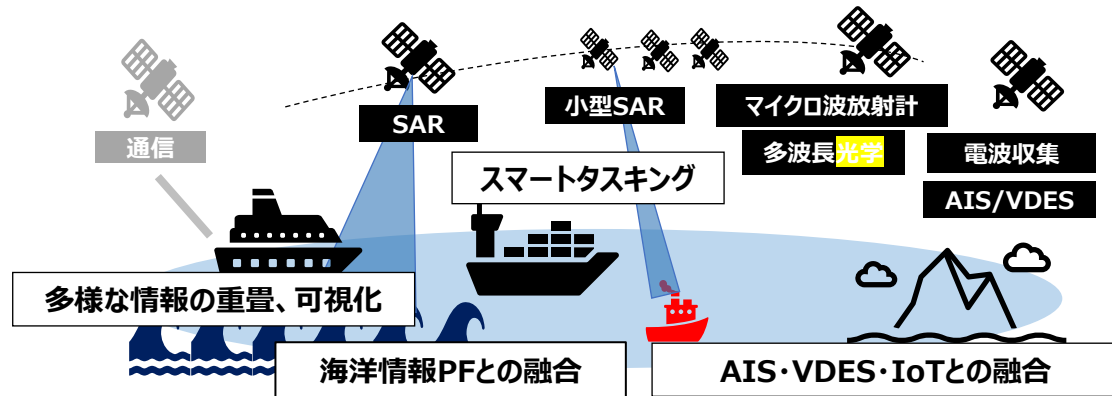 通信
SAR
小型SAR
マイクロ波放射計
多波長光学
電波収集
AIS/VDES
スマートタスキング
多様な情報の重畳、可視化
海洋情報PFとの融合
AIS･VDES･IoTとの融合